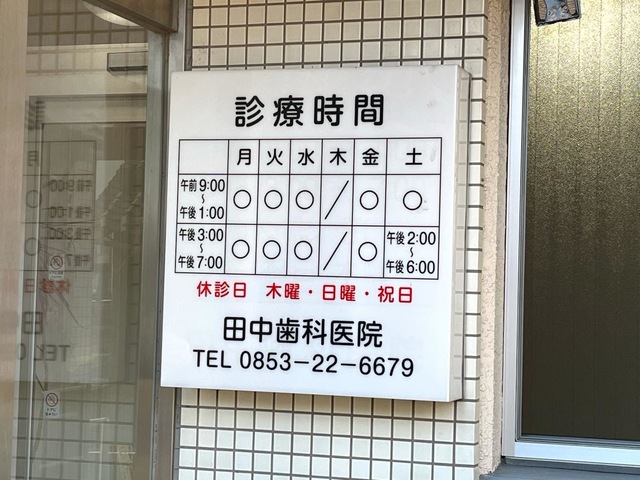 診療時間
月 火 水 木 金 土
午前 9:00 〜 午後 1:00 ○ ○ ○ ／ ○ ○
午後 3:00 〜 午後 7:00 ○ ○ ○ ／ ○ 午後 2:00 〜 午後 6:00
休診日 木曜・日曜・祝日
田中歯科医院
TEL 0853-22-6679